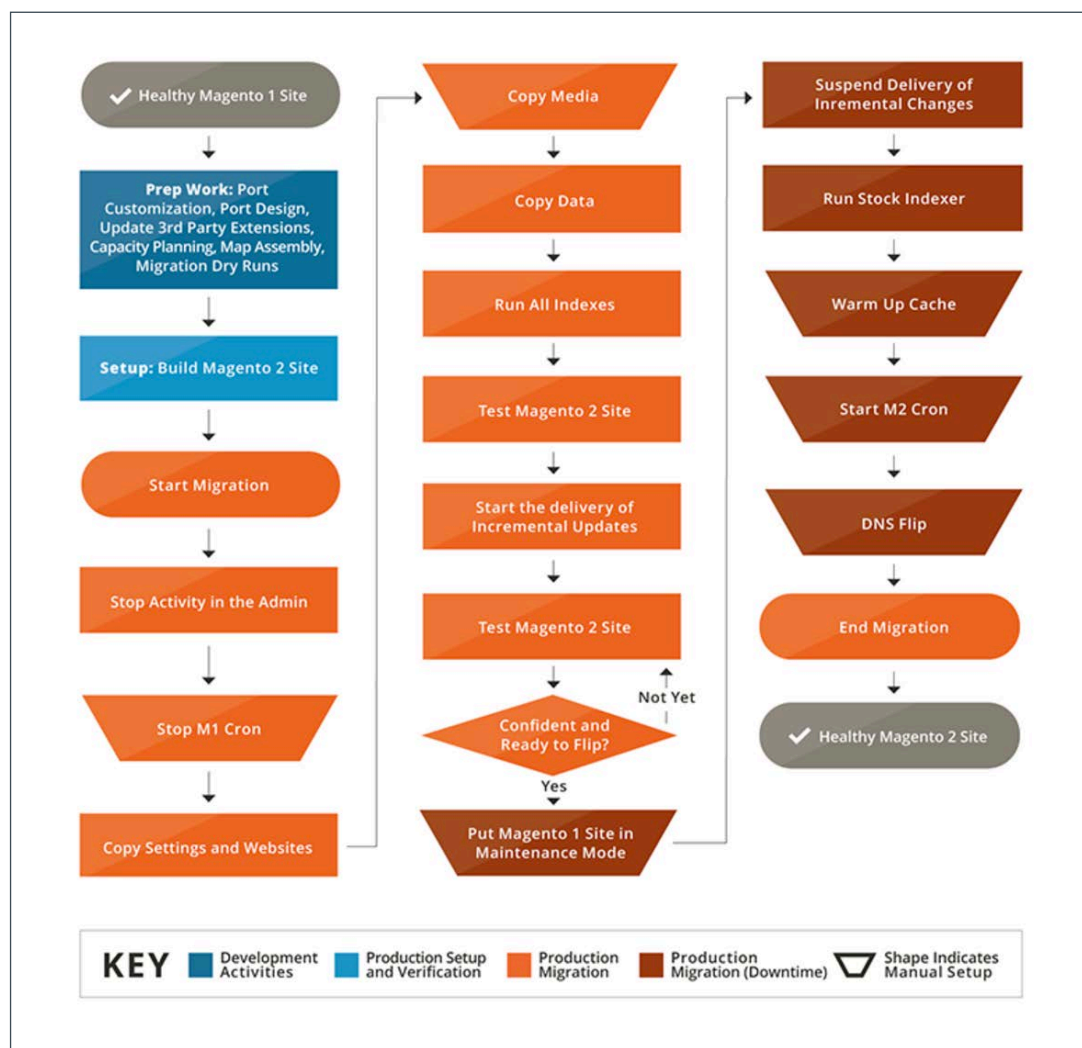 Healthy Magento 1 Site
Prep Work: Port
Customization, Port Design,
Update 3rd Party Extensions,
Capacity Planning, Map Assembly,
Migration Dry Runs
Setup: Build Magento 2 Site
Start Migration
Stop Activity in the Admin
Stop M1 Cron
Copy Settings and Websites
Copy Media
Copy Data
Run All Indexes
Test Magento 2 Site
Start the delivery of
Incremental Updates
Test Magento 2 Site
Not Yet
Confident and
Ready to Flip?
Yes
Put Magento 1 Site in
Maintenance Mode
Suspend Delivery of
Inremental Changes
Run Stock Indexer
Warm Up Cache
Start M2 Cron
DNS Flip
End Migration
Healthy Magento 2 Site
KEY
Development
Activities
Production Setup
and Verification
Production
Migration
Production
Migration (Downtime)
Shape Indicates
Manual Setup